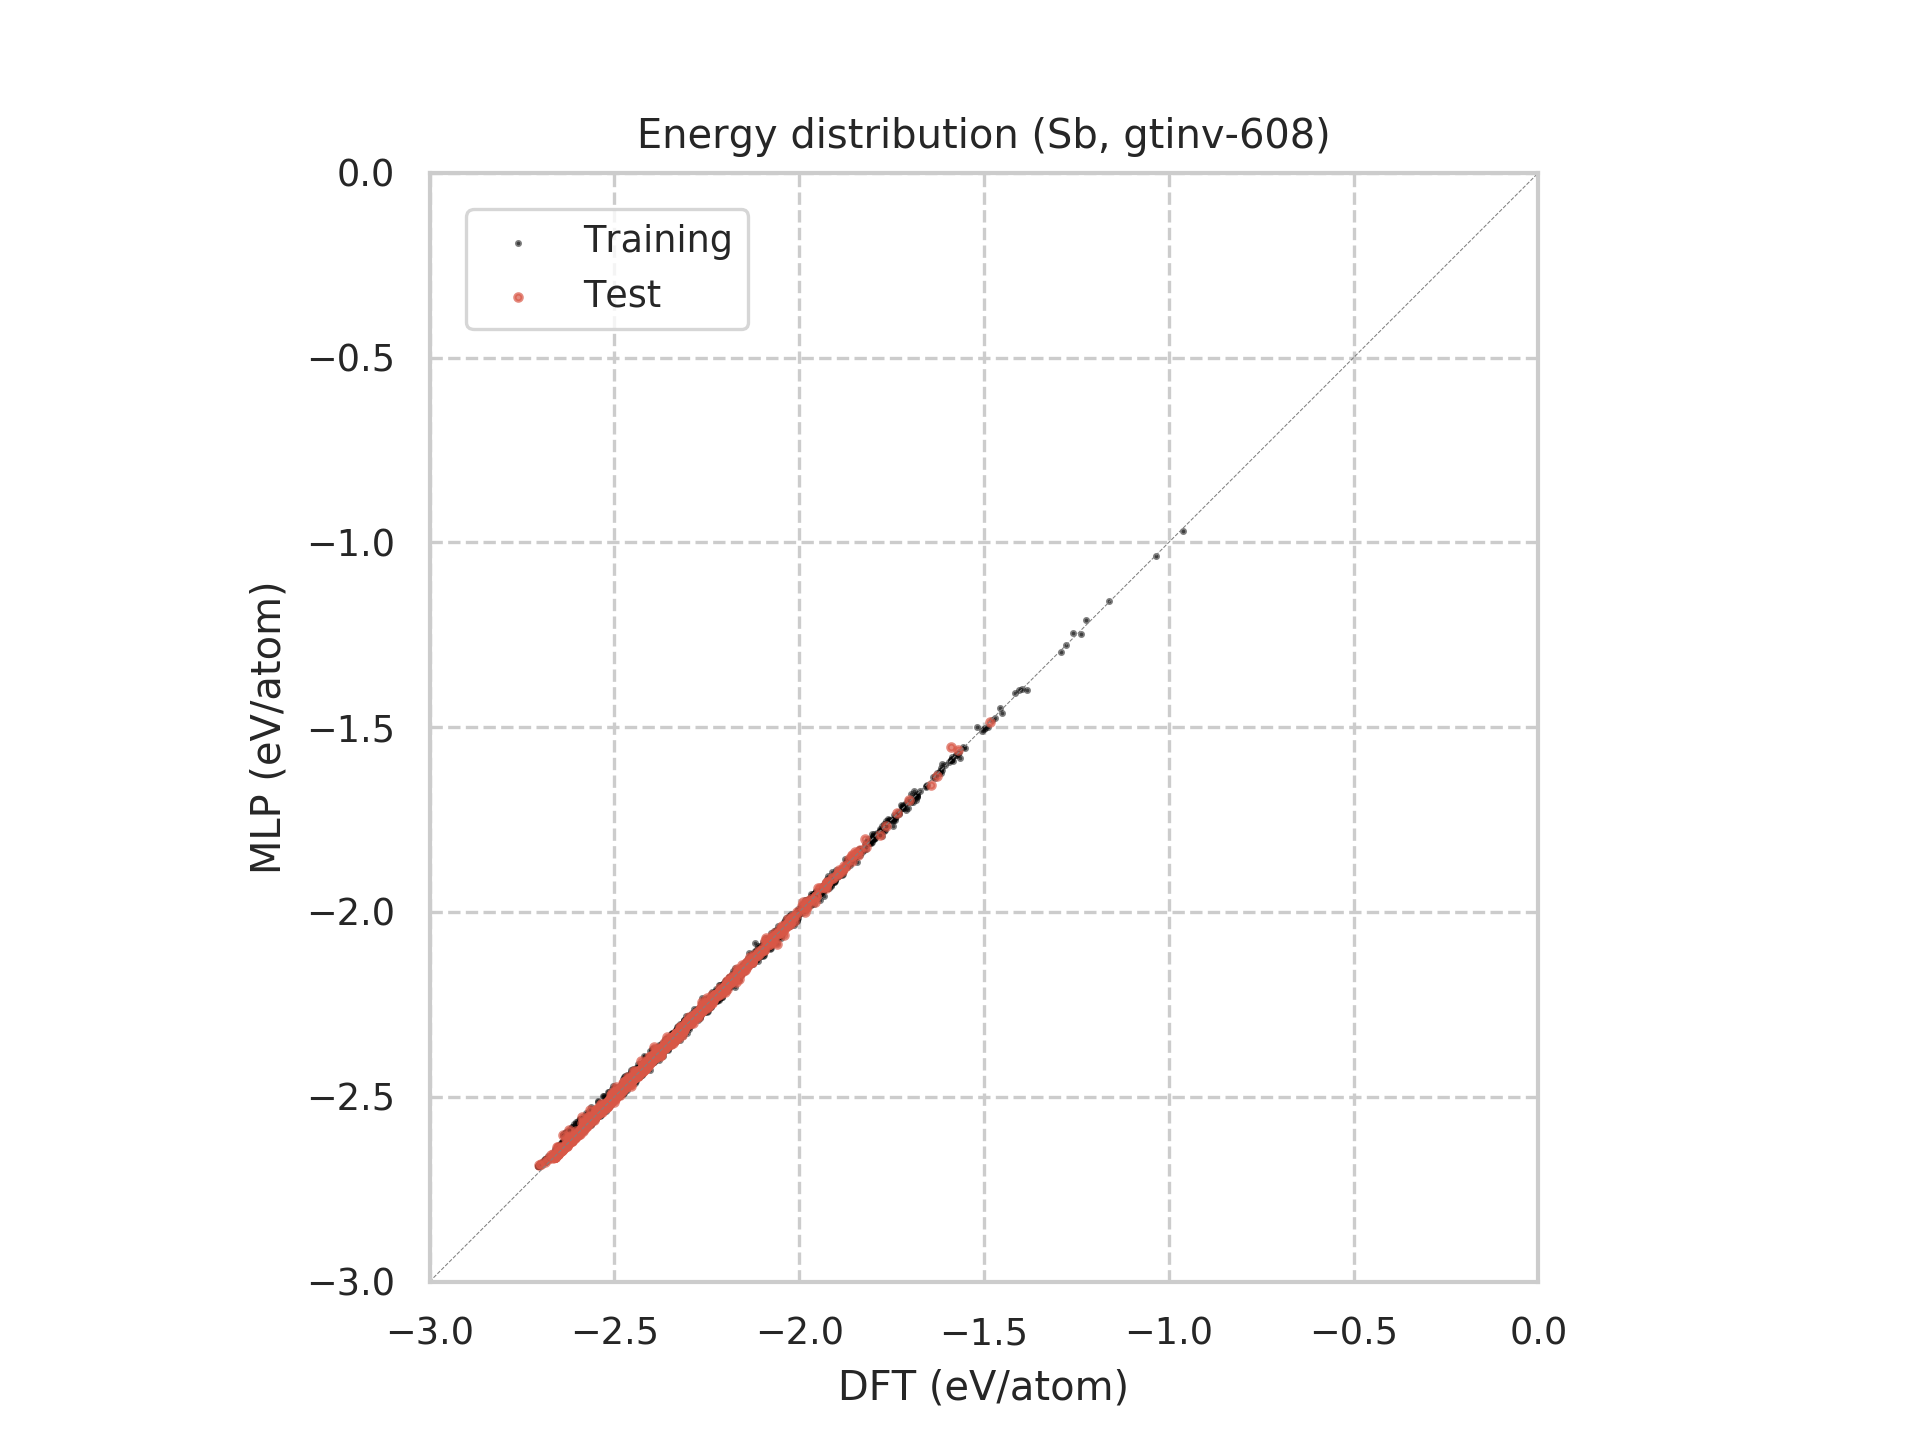 Energy distribution (Sb, gtinv-608)
0.0
−0.5
−1.0
−1.5
−2.0
−2.5
−3.0
MLP (eV/atom)
Training
Test
−3.0 −2.5 −2.0 −1.5 −1.0 −0.5 0.0
DFT (eV/atom)